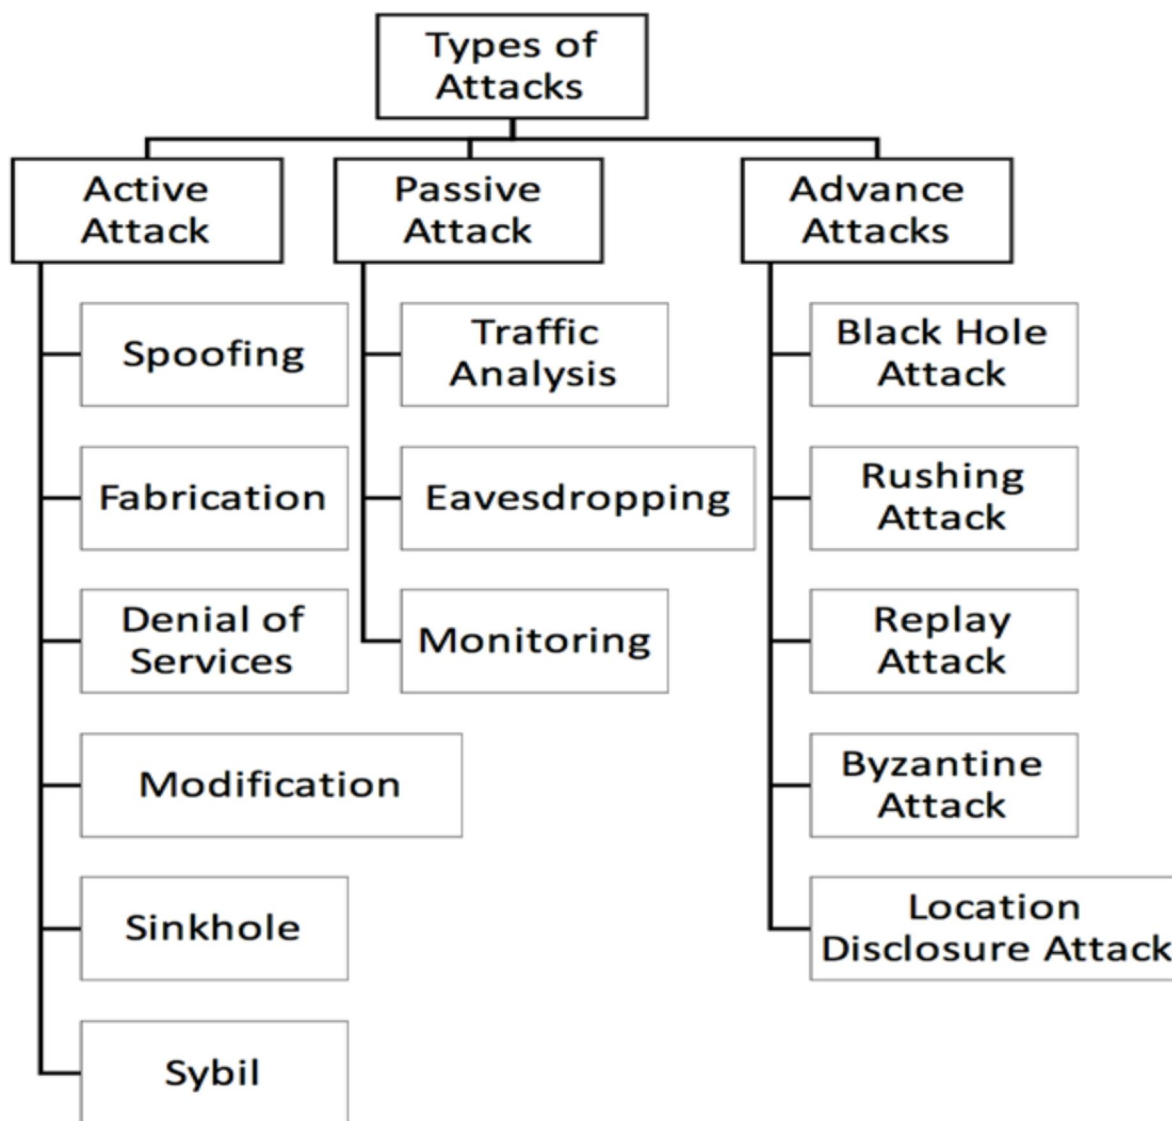 Types of
Attacks
Active
Attack
Passive
Attack
Advance
Attacks
Spoofing
Fabrication
Denial of
Services
Modification
Sinkhole
Sybil
Traffic
Analysis
Eavesdropping
Monitoring
Black Hole
Attack
Rushing
Attack
Replay
Attack
Byzantine
Attack
Location
Disclosure Attack